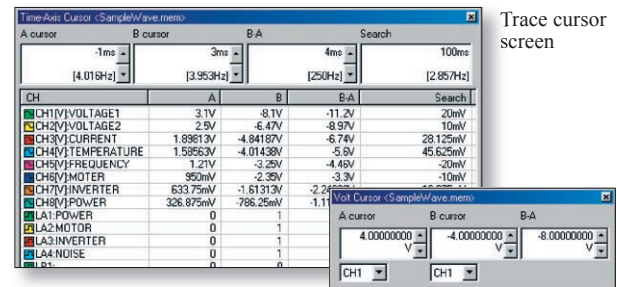 Time-Axis Cursor <SampleWave.mem>
A cursor B cursor B-A Search
-1ms 3ms 4ms 100ms
[4.016Hz] [3.953Hz] [250Hz] [2.857Hz]
CH A B B-A Search
CH1[V]:VOLTAGE1 3.1V -8.1V -11.2V 20mV
CH2[V]:VOLTAGE2 2.5V -6.47V -8.97V 10mV
CH3[V]:CURRENT 1.89813V -4.84187V -6.74V 28.125mV
CH4[V]:TEMPERATURE 1.58563V -4.01438V -5.6V 45.625mV
CH5[V]:FREQUENCY 1.21V -3.25V -4.46V -20mV
CH6[V]:MOTER 950mV -2.35V -3.3V -10mV
CH7[V]:INVERTER 633.75mV -1.61313V
CH8[V]:POWER 326.875mV -786.25mV
LA1:POWER 0 1
LA2:MOTOR 0 1
LA3:INVERTER 0 1
LA4:NOISE 0 1
LB1: 0 0
Trace cursor
screen
Volt Cursor <SampleWave.mem>
A cursor B cursor B-A
4.00000000 -4.00000000 -8.00000000
V V V
CH1 CH1